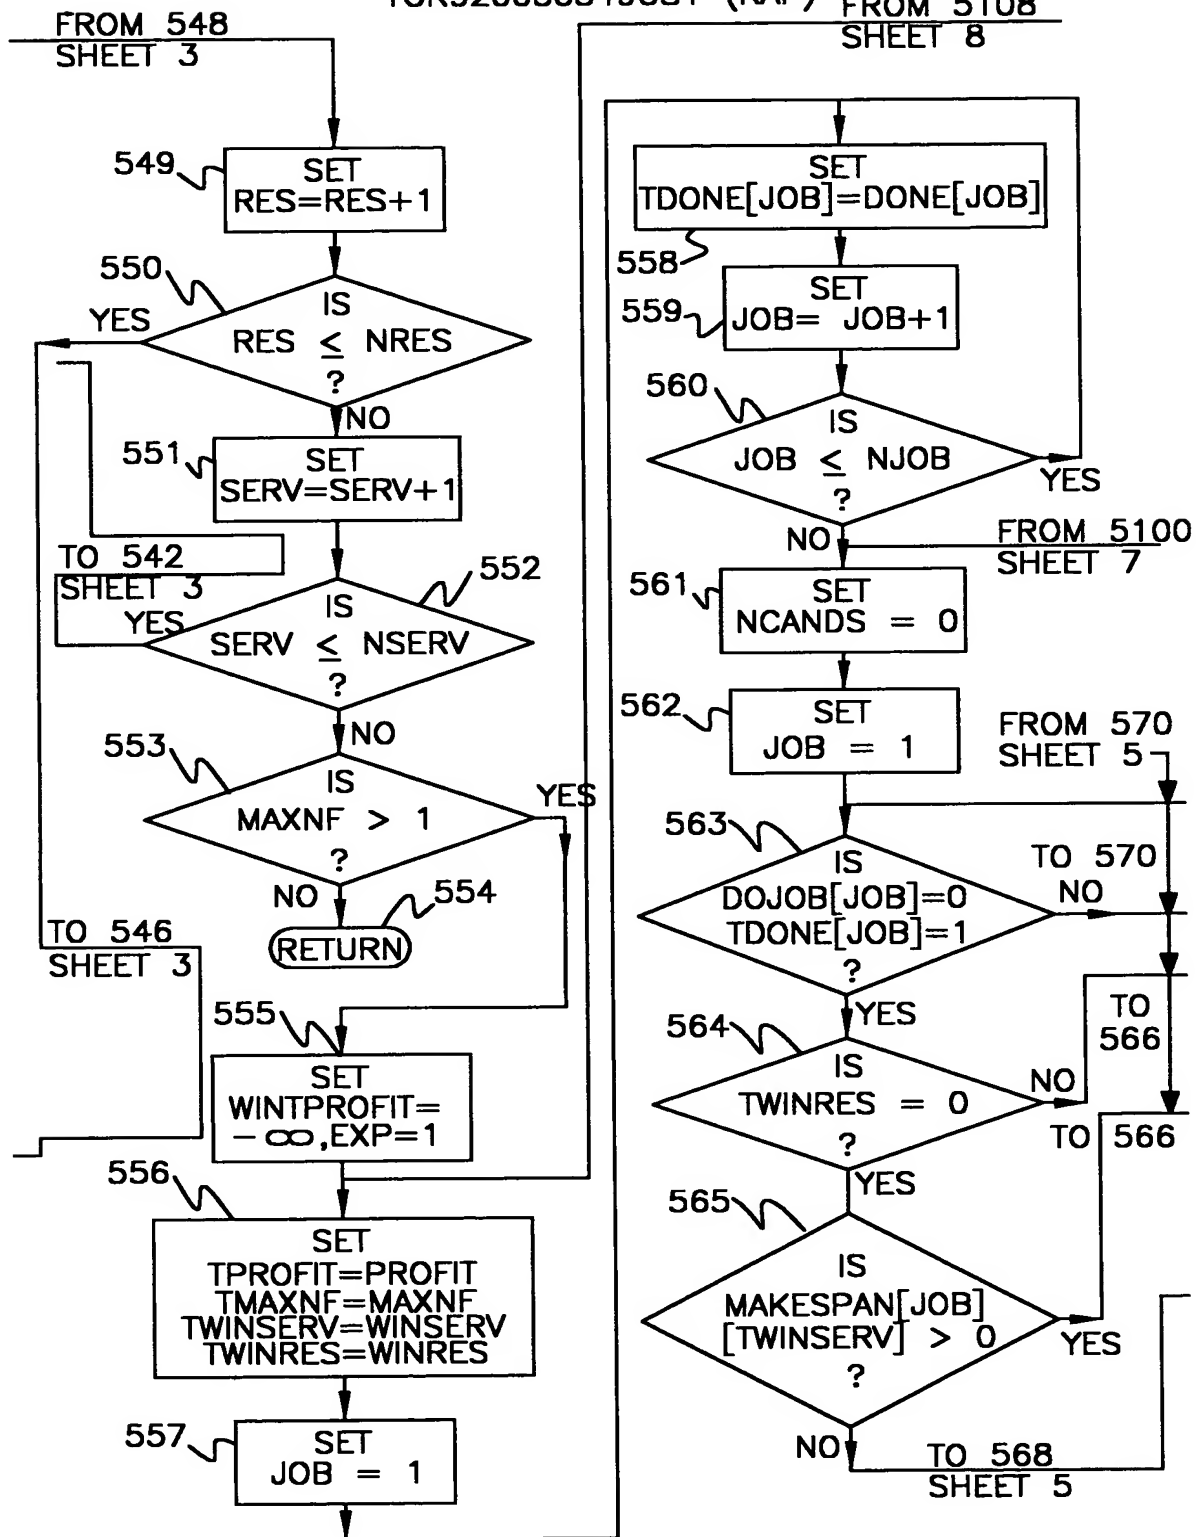 FROM 5108
SHEET 8
FROM 548
SHEET 3
549
SET
RES=RES+1
550
IS
RES ≤ NRES
?
YES
NO
551
SET
SERV=SERV+1
TO 542
SHEET 3
552
IS
SERV ≤ NSERV
?
YES
NO
553
IS
MAXNF > 1
?
YES
NO
554
RETURN
TO 546
SHEET 3
555
SET
WINTPROFIT=
-∞,EXP=1
556
SET
TPROFIT=PROFIT
TMAXNF=MAXNF
TWINSERV=WINSERV
TWINRES=WINRES
557
SET
JOB = 1
SET
TDONE[JOB]=DONE[JOB]
558
SET
JOB= JOB+1
559
560
IS
JOB ≤ NJOB
?
YES
NO
FROM 5100
SHEET 7
561
SET
NCANDS = 0
562
SET
JOB = 1
FROM 570
SHEET 5
563
IS
DOJOB[JOB]=0
TDONE[JOB]=1
?
TO 570
NO
YES
564
IS
TWINRES = 0
?
NO
TO
566
YES
TO 566
565
IS
MAKESPAN[JOB]
[TWINSERV] > 0
?
YES
NO
TO 568
SHEET 5